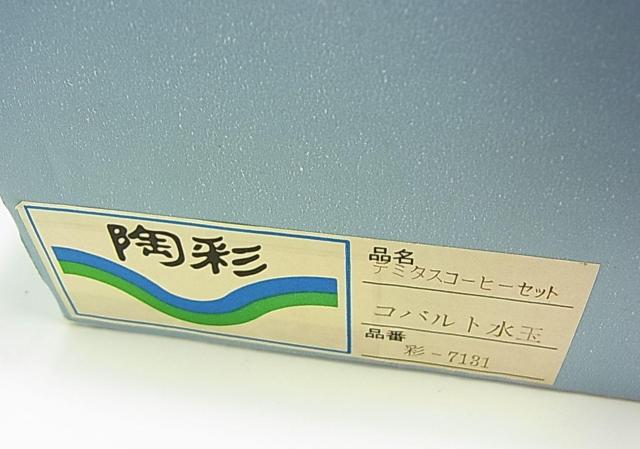 陶彩
品名
デミタスコーヒーセット
コバルト水玉
品番
彩-7131